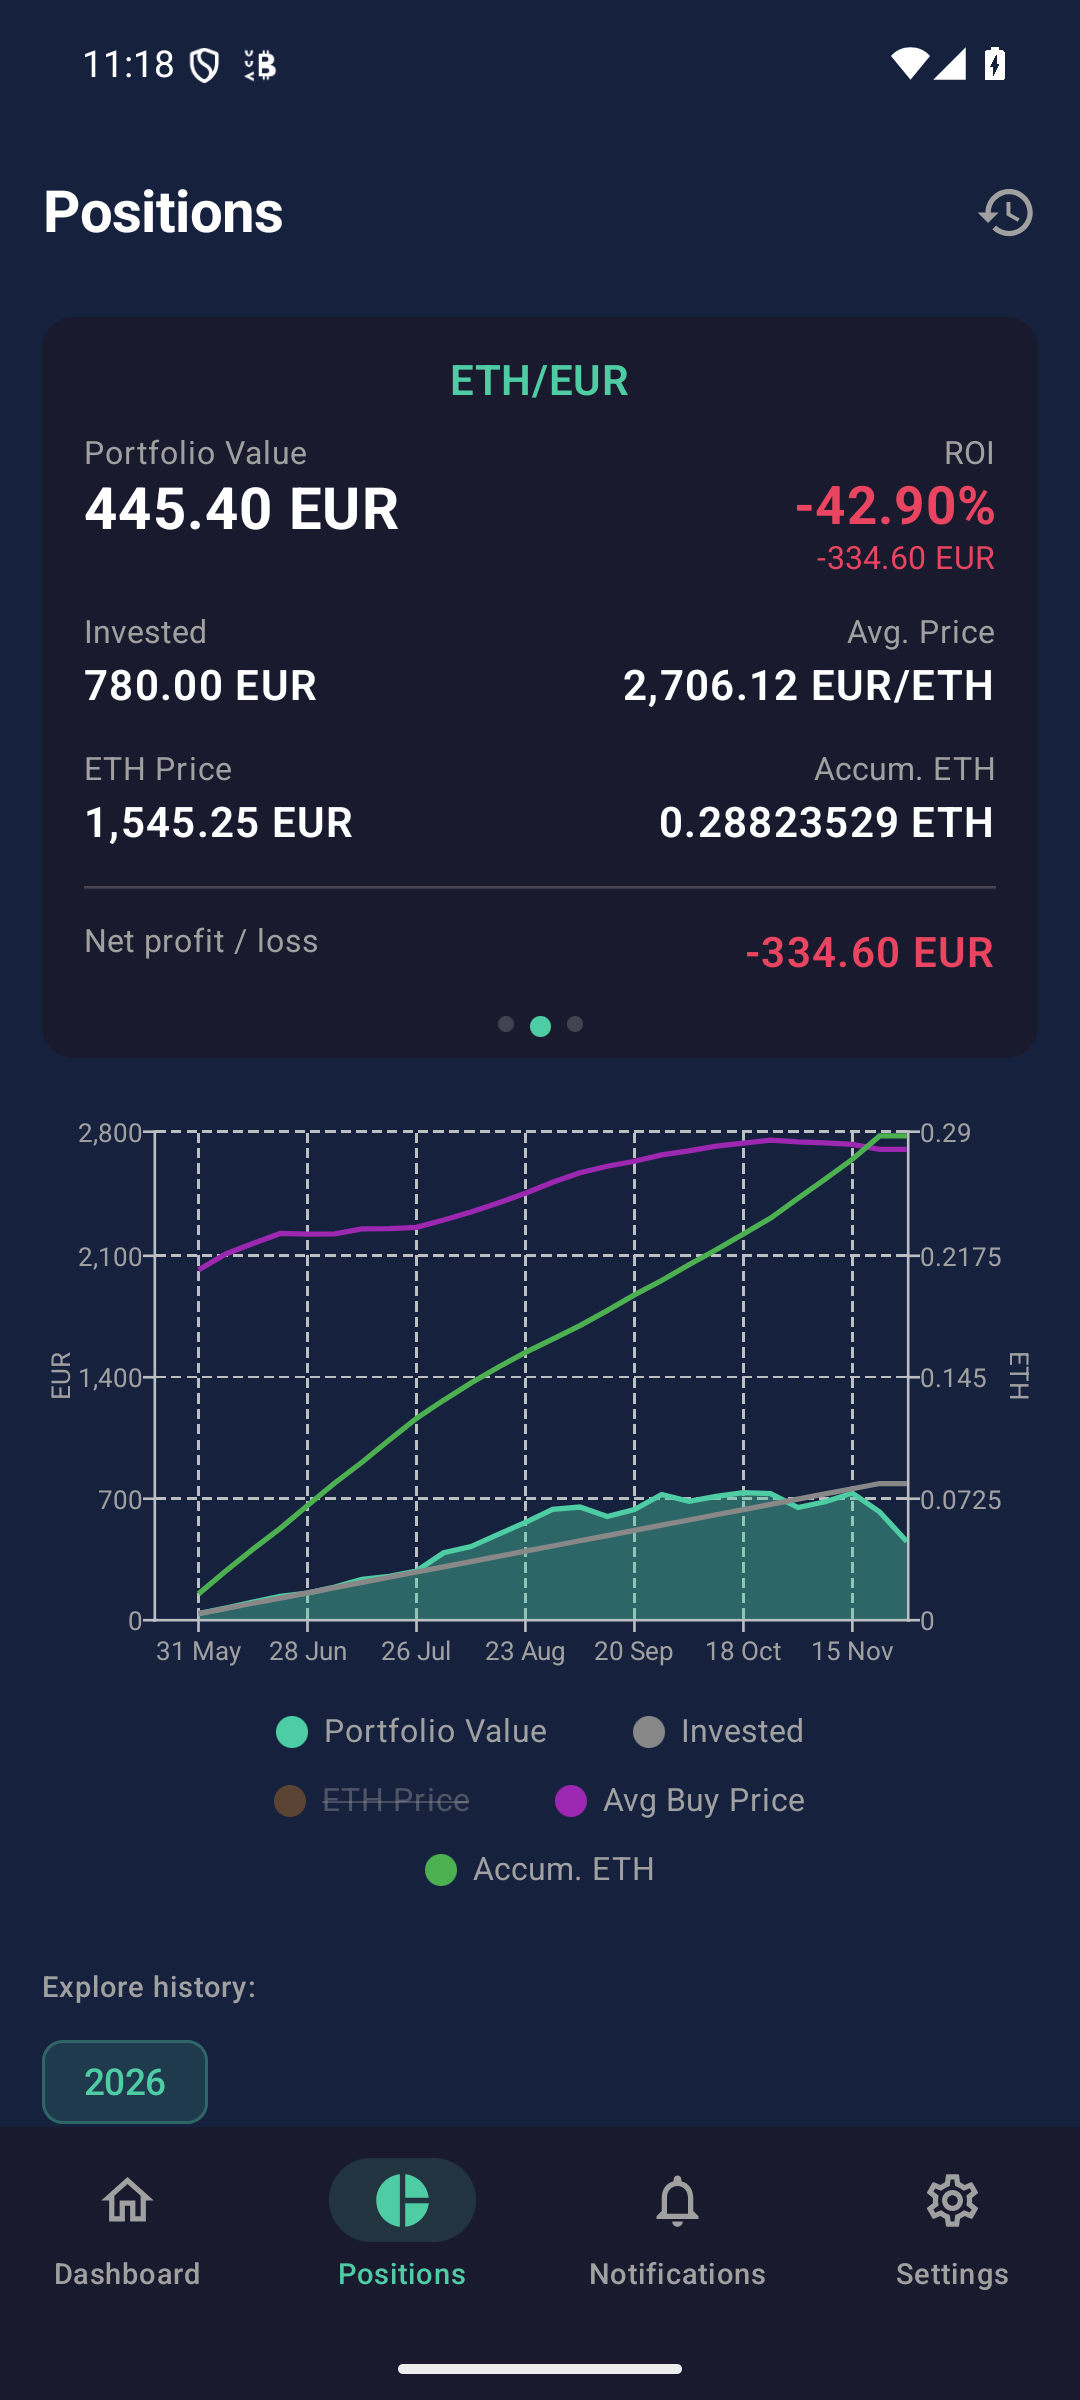 11:18
Positions
ETH/EUR
Portfolio Value ROI
445.40 EUR -42.90%
-334.60 EUR
Invested Avg. Price
780.00 EUR 2,706.12 EUR/ETH
ETH Price Accum. ETH
1,545.25 EUR 0.28823529 ETH
Net profit / loss -334.60 EUR
2,800 0.29
2,100 0.2175
EUR 1,400 0.145 ETH
700 0.0725
0 0
31 May 28 Jun 26 Jul 23 Aug 20 Sep 18 Oct 15 Nov
Portfolio Value Invested
ETH Price Avg Buy Price
Accum. ETH
Explore history:
2026
Dashboard Positions Notifications Settings